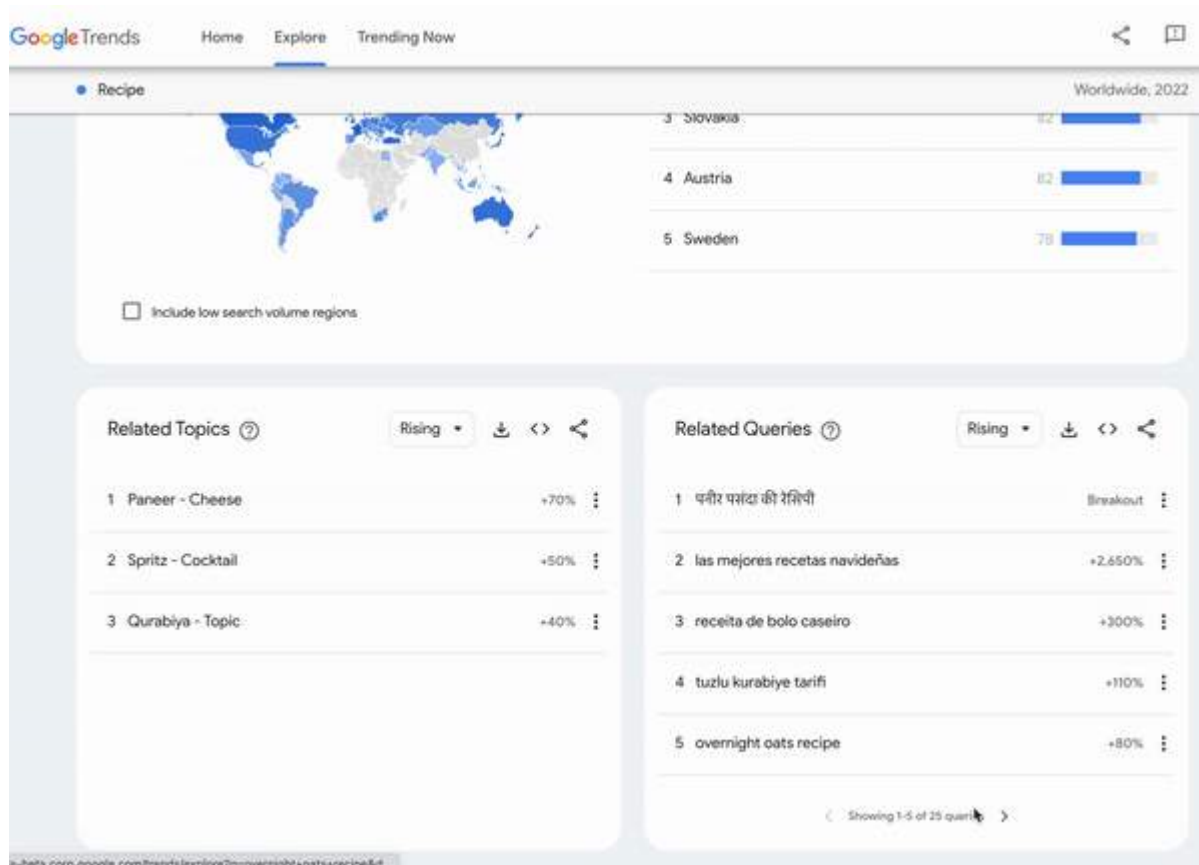 GoogleTrends Home Explore Trending Now
Recipe Worldwide, 2022
3 Slovakia 82
4 Austria 82
5 Sweden 78
Include low search volume regions
Related Topics Rising
1 Paneer - Cheese +70%
2 Spritz - Cocktail +50%
3 Qurabiya - Topic +40%
Related Queries Rising
1 पनीर पसंदा की रेसिपी Breakout
2 las mejores recetas navideñas +2,650%
3 receita de bolo caseiro +300%
4 tuzlu kurabiye tarifi +110%
5 overnight oats recipe +80%
Showing 1-5 of 25